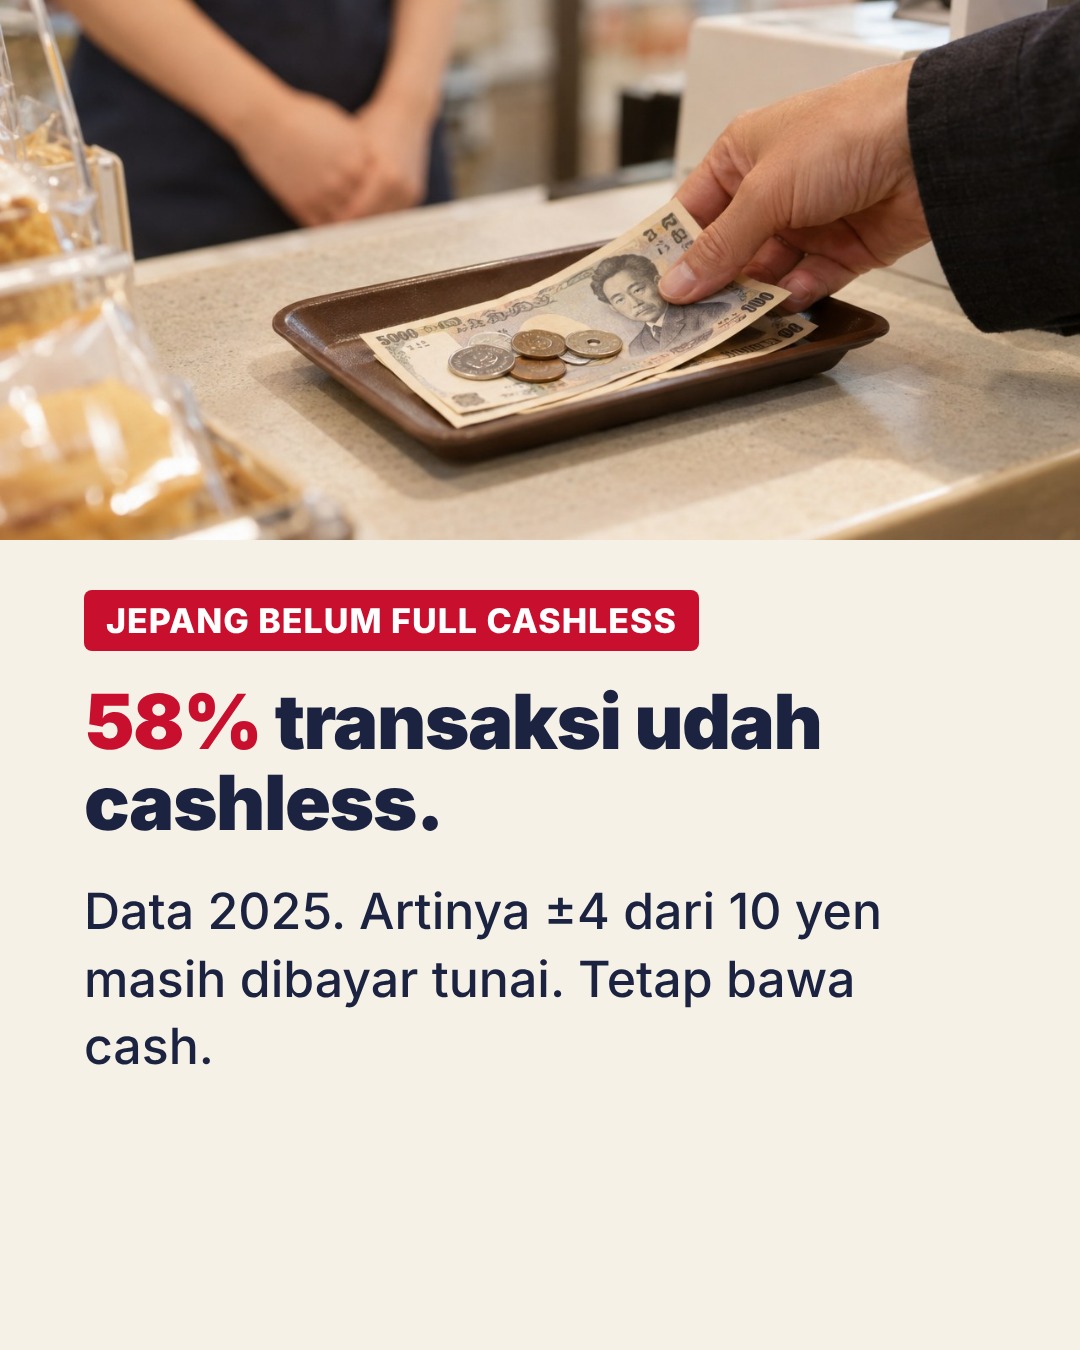 5000
JEPANG BELUM FULL CASHLESS
58% transaksi udah
cashless.
Data 2025. Artinya ±4 dari 10 yen
masih dibayar tunai. Tetap bawa
cash.